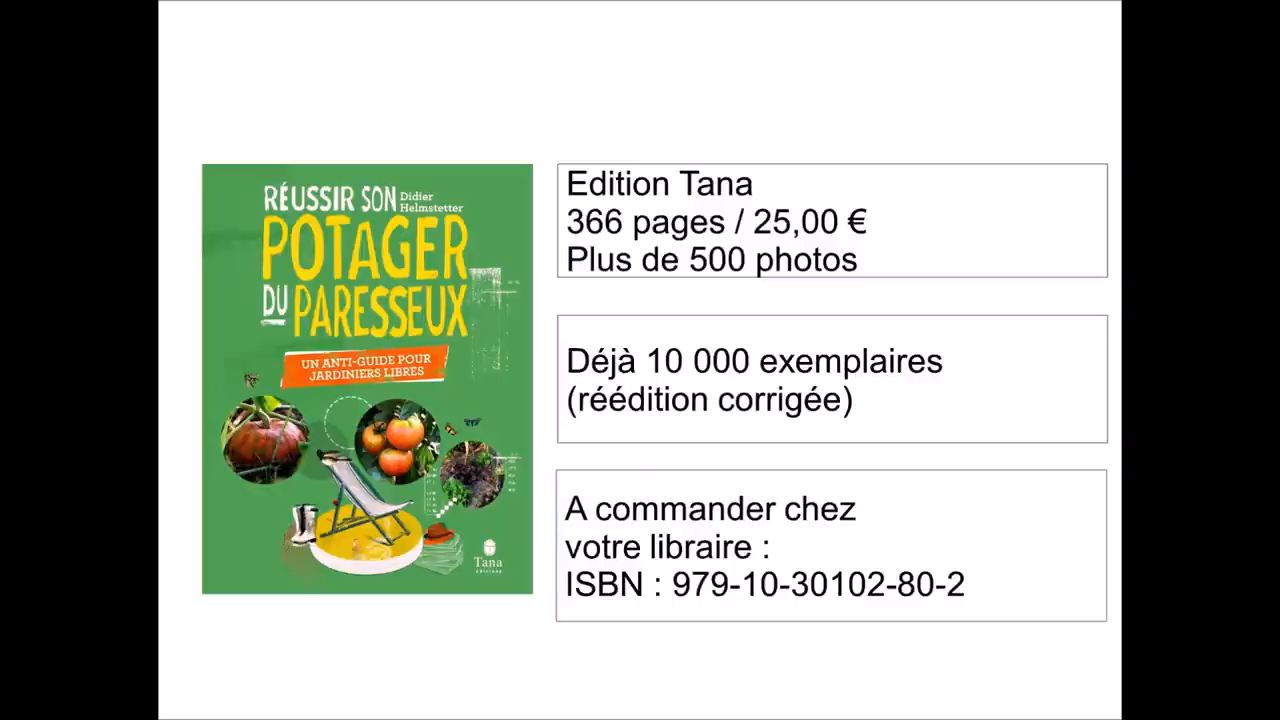 RÉUSSIR SON
Didier
Helmstetter
POTAGER
DU PARESSEUX
UN ANTI-GUIDE POUR
JARDINIERS LIBRES
Tana
éditions
Edition Tana
366 pages / 25,00 €
Plus de 500 photos
Déjà 10 000 exemplaires
(réédition corrigée)
A commander chez
votre libraire :
ISBN : 979-10-30102-80-2